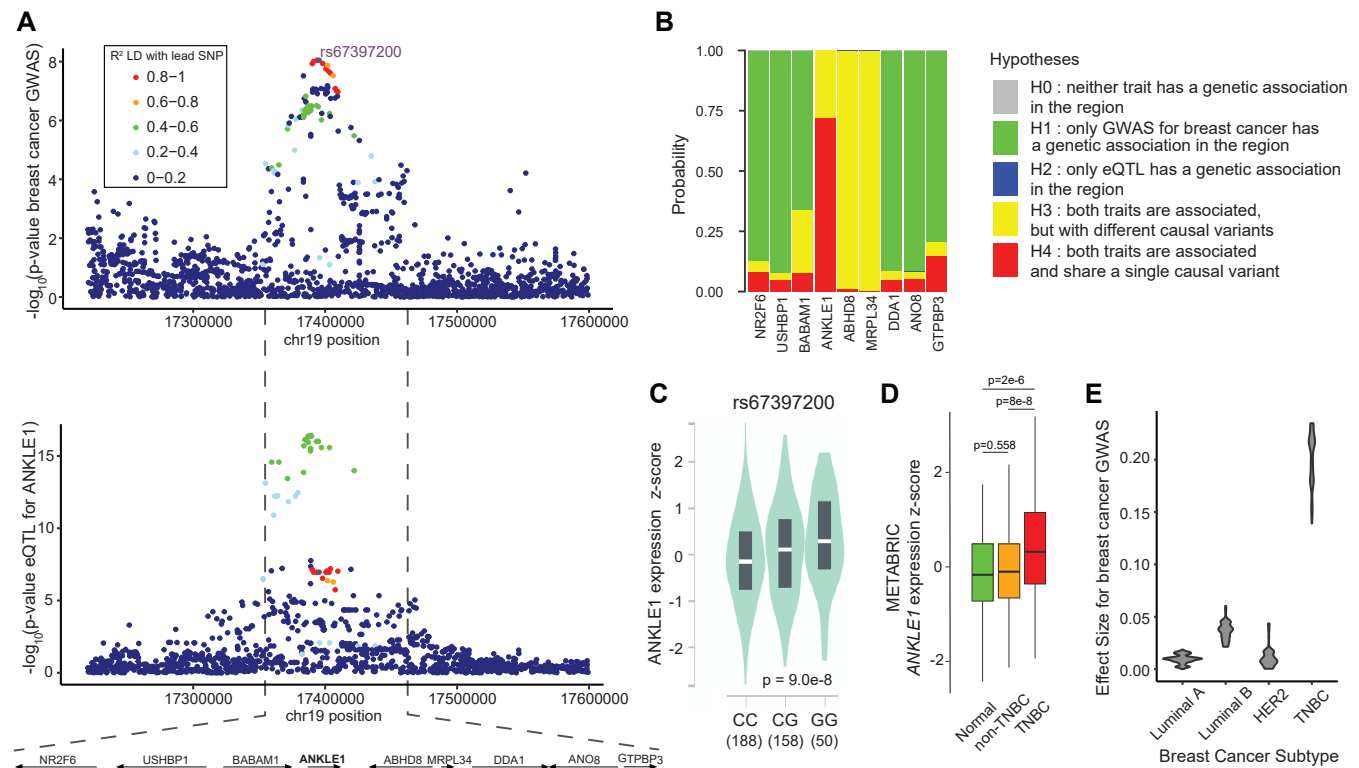 A
-log10(p-value breast cancer GWAS)
8
6
4
2
0
R² LD with lead SNP
0.8−1
0.6−0.8
0.4−0.6
0.2−0.4
0−0.2
rs67397200
17300000
17400000
17500000
17600000
chr19 position
-log10(p-value eQTL for ANKLE1)
15
10
5
0
17300000
17400000
17500000
17600000
chr19 position
NR2F6
USHBP1
BABAM1
ANKLE1
ABHD8
MRPL34
DDA1
ANO8
GTPBP3
B
Probability
1.00
0.75
0.50
0.25
0.00
NR2F6
USHBP1
BABAM1
ANKLE1
ABHD8
MRPL34
DDA1
ANO8
GTPBP3
Hypotheses
H0 : neither trait has a genetic association
in the region
H1 : only GWAS for breast cancer has
a genetic association in the region
H2 : only eQTL has a genetic association
in the region
H3 : both traits are associated,
but with different causal variants
H4 : both traits are associated
and share a single causal variant
C
rs67397200
ANKLE1 expression z-score
2
1
0
-1
-2
p = 9.0e-8
CC
(188)
CG
(158)
GG
(50)
D
METABRIC
ANKLE1 expression z-score
2
0
-2
p=2e-6
p=8e-8
p=0.558
Normal
non-TNBC
TNBC
E
Effect Size for breast cancer GWAS
0.20
0.15
0.10
0.05
0.00
Luminal A
Luminal B
HER2
TNBC
Breast Cancer Subtype